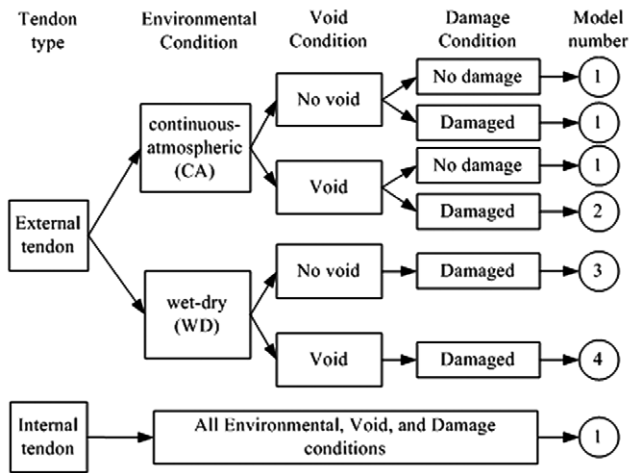 Tendon type
Environmental Condition
Void Condition
Damage Condition
Model number
External tendon
continuous-atmospheric (CA)
No void
No damage
1
Damaged
1
Void
No damage
1
Damaged
2
wet-dry (WD)
No void
Damaged
3
Void
Damaged
4
Internal tendon
All Environmental, Void, and Damage conditions
1